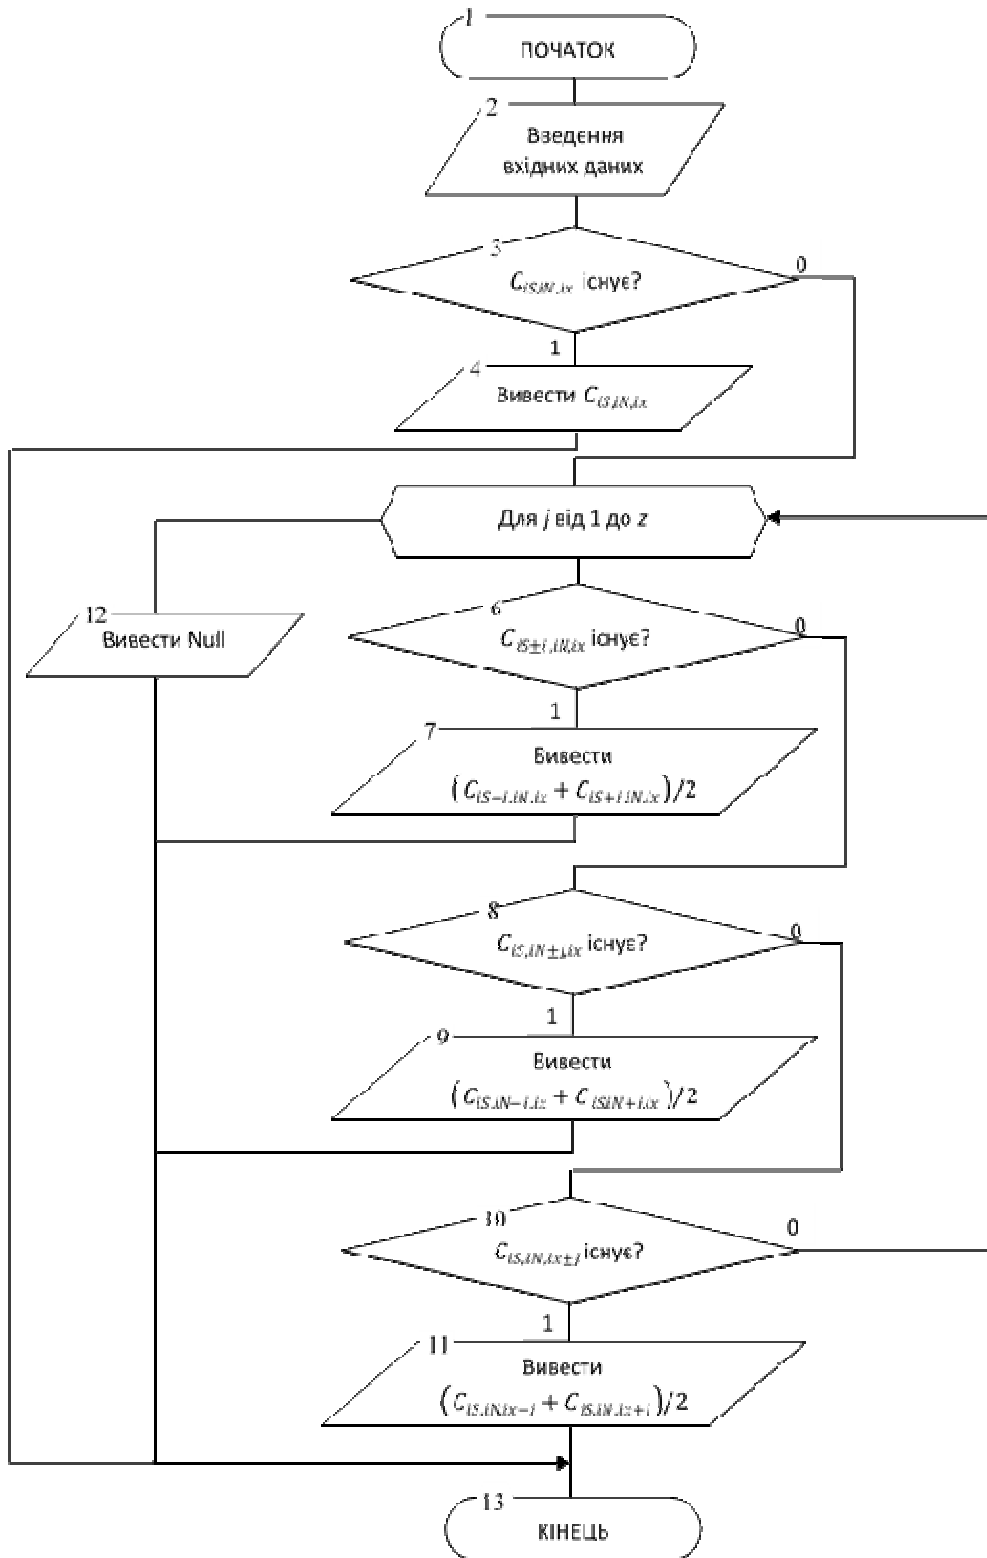 1
ПОЧАТОК
2
Введення
вхідних даних
3
C_{iS,iN,ix} існує?
0
1
4
Вивести C_{iS,iN,ix}
Для j від 1 до z
12
Вивести Null
6
C_{iS±j,iN,ix} існує?
0
1
7
Вивести
(C_{iS−j,iN,ix} + C_{iS+j,iN,ix})/2
8
C_{iS,iN±j,ix} існує?
0
1
9
Вивести
(C_{iS,iN−j,ix} + C_{iS,iN+j,ix})/2
10
C_{iS,iN,ix±j} існує?
0
1
11
Вивести
(C_{iS,iN,ix−j} + C_{iS,iN,ix+j})/2
13
КІНЕЦЬ